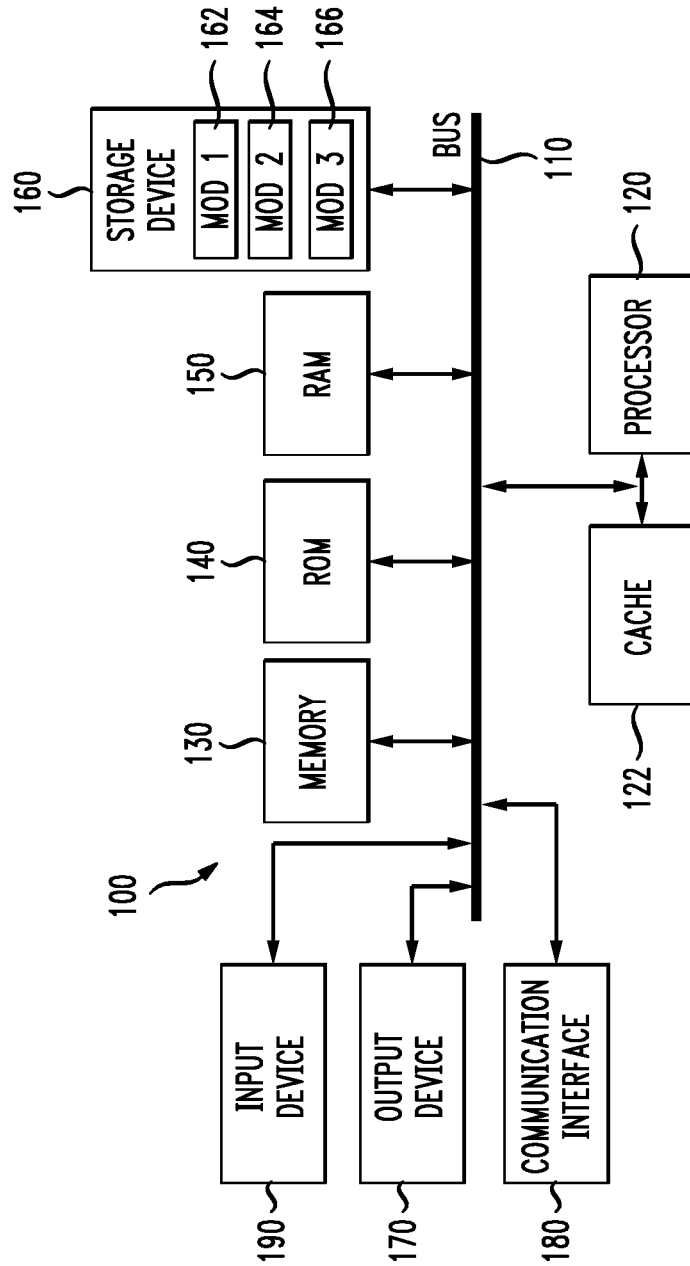 160
STORAGE
DEVICE
MOD 1
162
MOD 2
164
MOD 3
166
150
RAM
140
ROM
130
MEMORY
100
BUS
110
190
INPUT
DEVICE
170
OUTPUT
DEVICE
180
COMMUNICATION
INTERFACE
122
CACHE
120
PROCESSOR